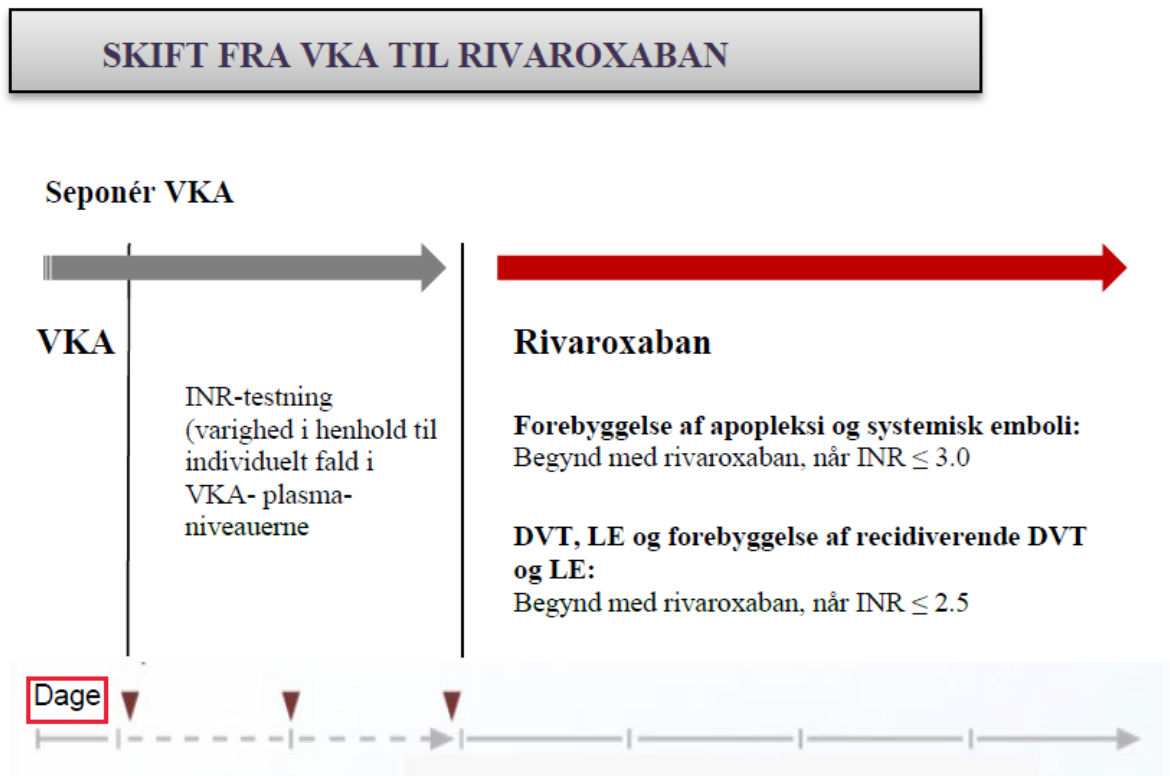 SKIFT FRA VKA TIL RIVAROXABAN
Seponér VKA
VKA
INR-testning
(varighed i henhold til
individuelt fald i
VKA- plasma-
niveauerne
Rivaroxaban
Forebyggelse af apopleksi og systemisk emboli:
Begynd med rivaroxaban, når INR ≤ 3.0
DVT, LE og forebyggelse af recidiverende DVT
og LE:
Begynd med rivaroxaban, når INR ≤ 2.5
Dage